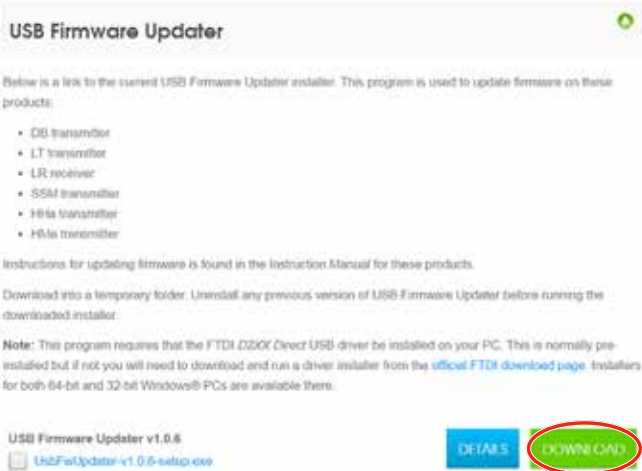 USB Firmware Updater
Below is a link to the current USB Firmware Updater installer. This program is used to update firmware on these
products:
• DB transmitter
• LT transmitter
• LR receiver
• SSM transmitter
• HHa transmitter
• HMa transmitter
Instructions for updating firmware is found in the Instruction Manual for these products.
Download into a temporary folder. Uninstall any previous version of USB Firmware Updater before running the
downloaded installer.
Note: This program requires that the FTDI D2XX Direct USB driver be installed on your PC. This is normally pre-
installed but if not you will need to download and run a driver installer from the official FTDI download page. Installers
for both 64-bit and 32-bit Windows® PCs are available there.
USB Firmware Updater v1.0.6
UsbFwUpdater-v1.0.6-setup.exe
DETAILS
DOWNLOAD